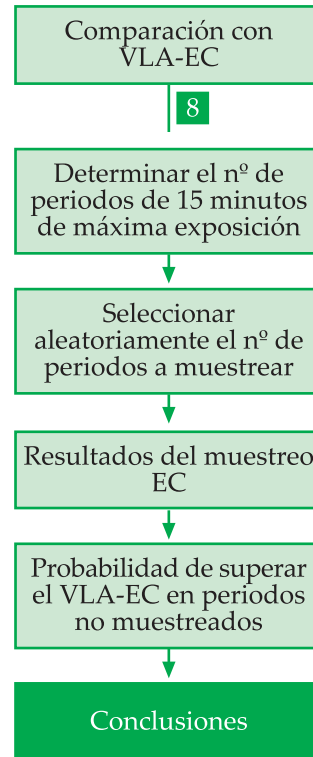 Comparación con
VLA-EC
8
Determinar el nº de
periodos de 15 minutos
de máxima exposición
Seleccionar
aleatoriamente el nº de
periodos a muestrear
Resultados del muestreo
EC
Probabilidad de superar
el VLA-EC en periodos
no muestreados
Conclusiones